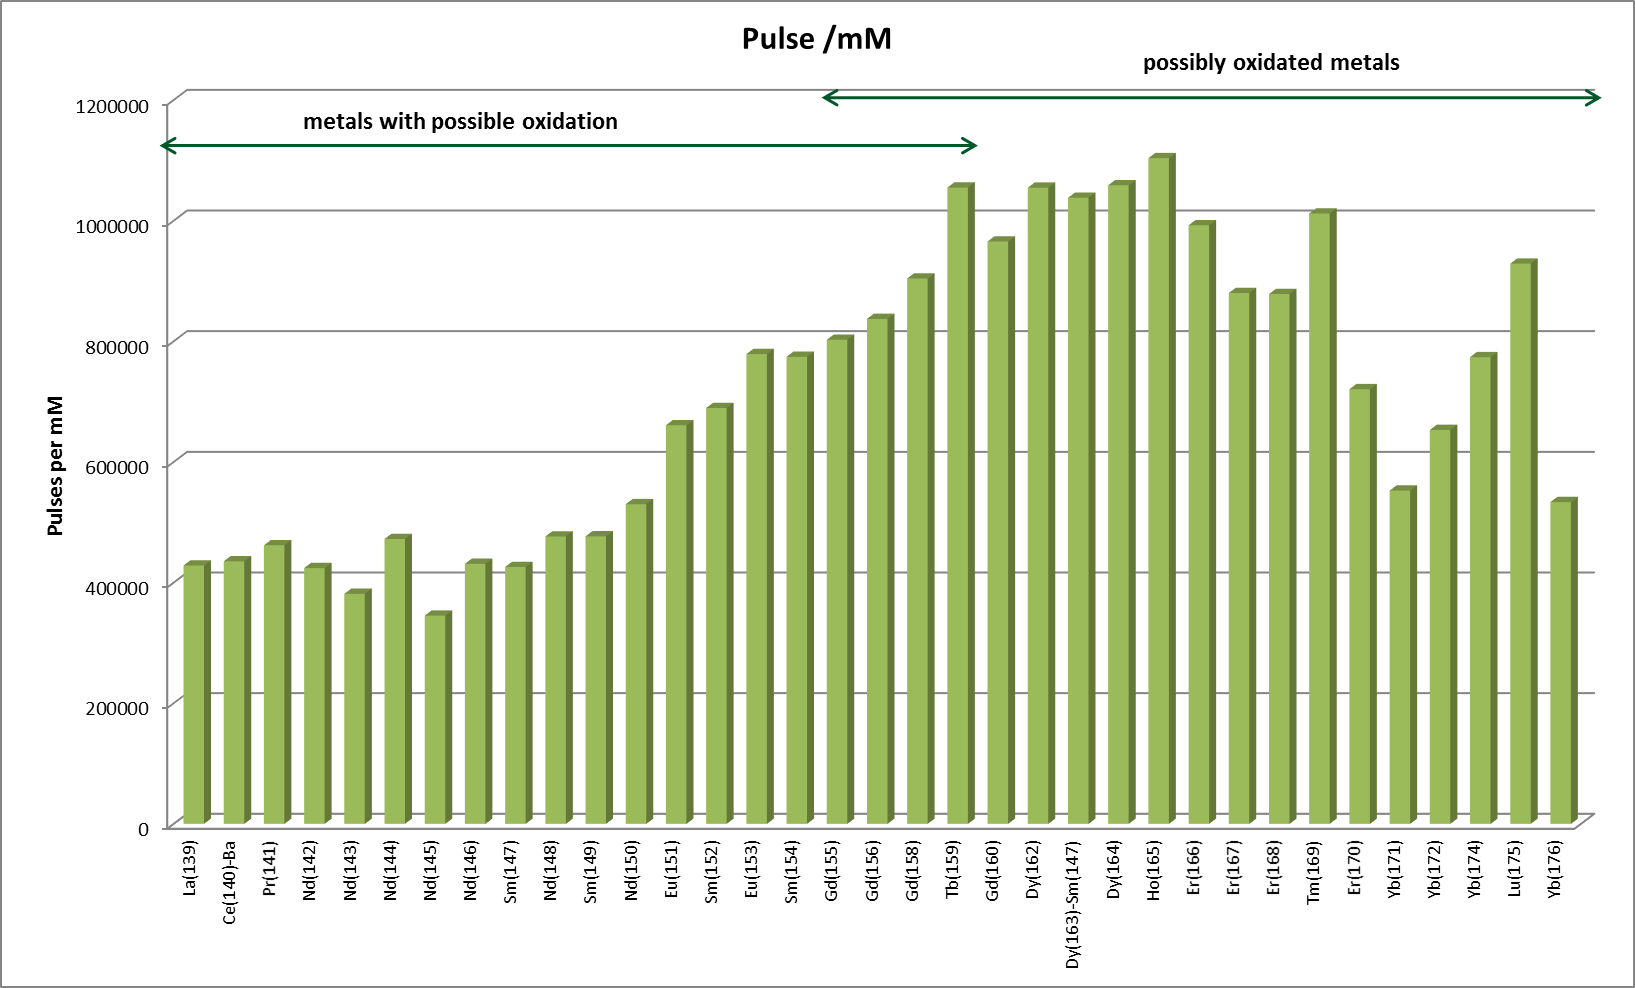 Pulse /mM
possibly oxidated metals
metals with possible oxidation
Pulses per mM
1200000
1000000
800000
600000
400000
200000
0
La(139)
Ce(140)-Ba
Pr(141)
Nd(142)
Nd(143)
Nd(144)
Nd(145)
Nd(146)
Sm(147)
Nd(148)
Sm(149)
Nd(150)
Eu(151)
Sm(152)
Eu(153)
Sm(154)
Gd(155)
Gd(156)
Gd(158)
Tb(159)
Gd(160)
Dy(162)
Dy(163)-Sm(147)
Dy(164)
Ho(165)
Er(166)
Er(167)
Er(168)
Tm(169)
Er(170)
Yb(171)
Yb(172)
Yb(174)
Lu(175)
Yb(176)